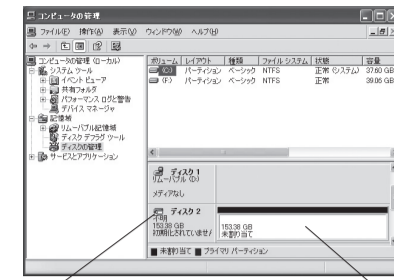 コンピュータの管理
ファイル(F) 操作(A) 表示(V) ウィンドウ(W) ヘルプ(H)
コンピュータの管理 (ローカル)
システム ツール
イベント ビューア
共有フォルダ
パフォーマンス ログと警告
デバイス マネージャ
記憶域
リムーバブル記憶域
ディスク デフラグ ツール
ディスクの管理
サービスとアプリケーション
ボリューム レイアウト 種類 ファイル システム 状態 容量
(C:) パーティション ベーシック NTFS 正常 (システム) 37.60 GB
(F:) パーティション ベーシック NTFS 正常 39.06 GB
ディスク 1
リムーバブル (D:)
メディアなし
ディスク 2
不明
153.38 GB
初期化されていませ
153.38 GB
未割り当て
未割り当て プライマリ パーティション